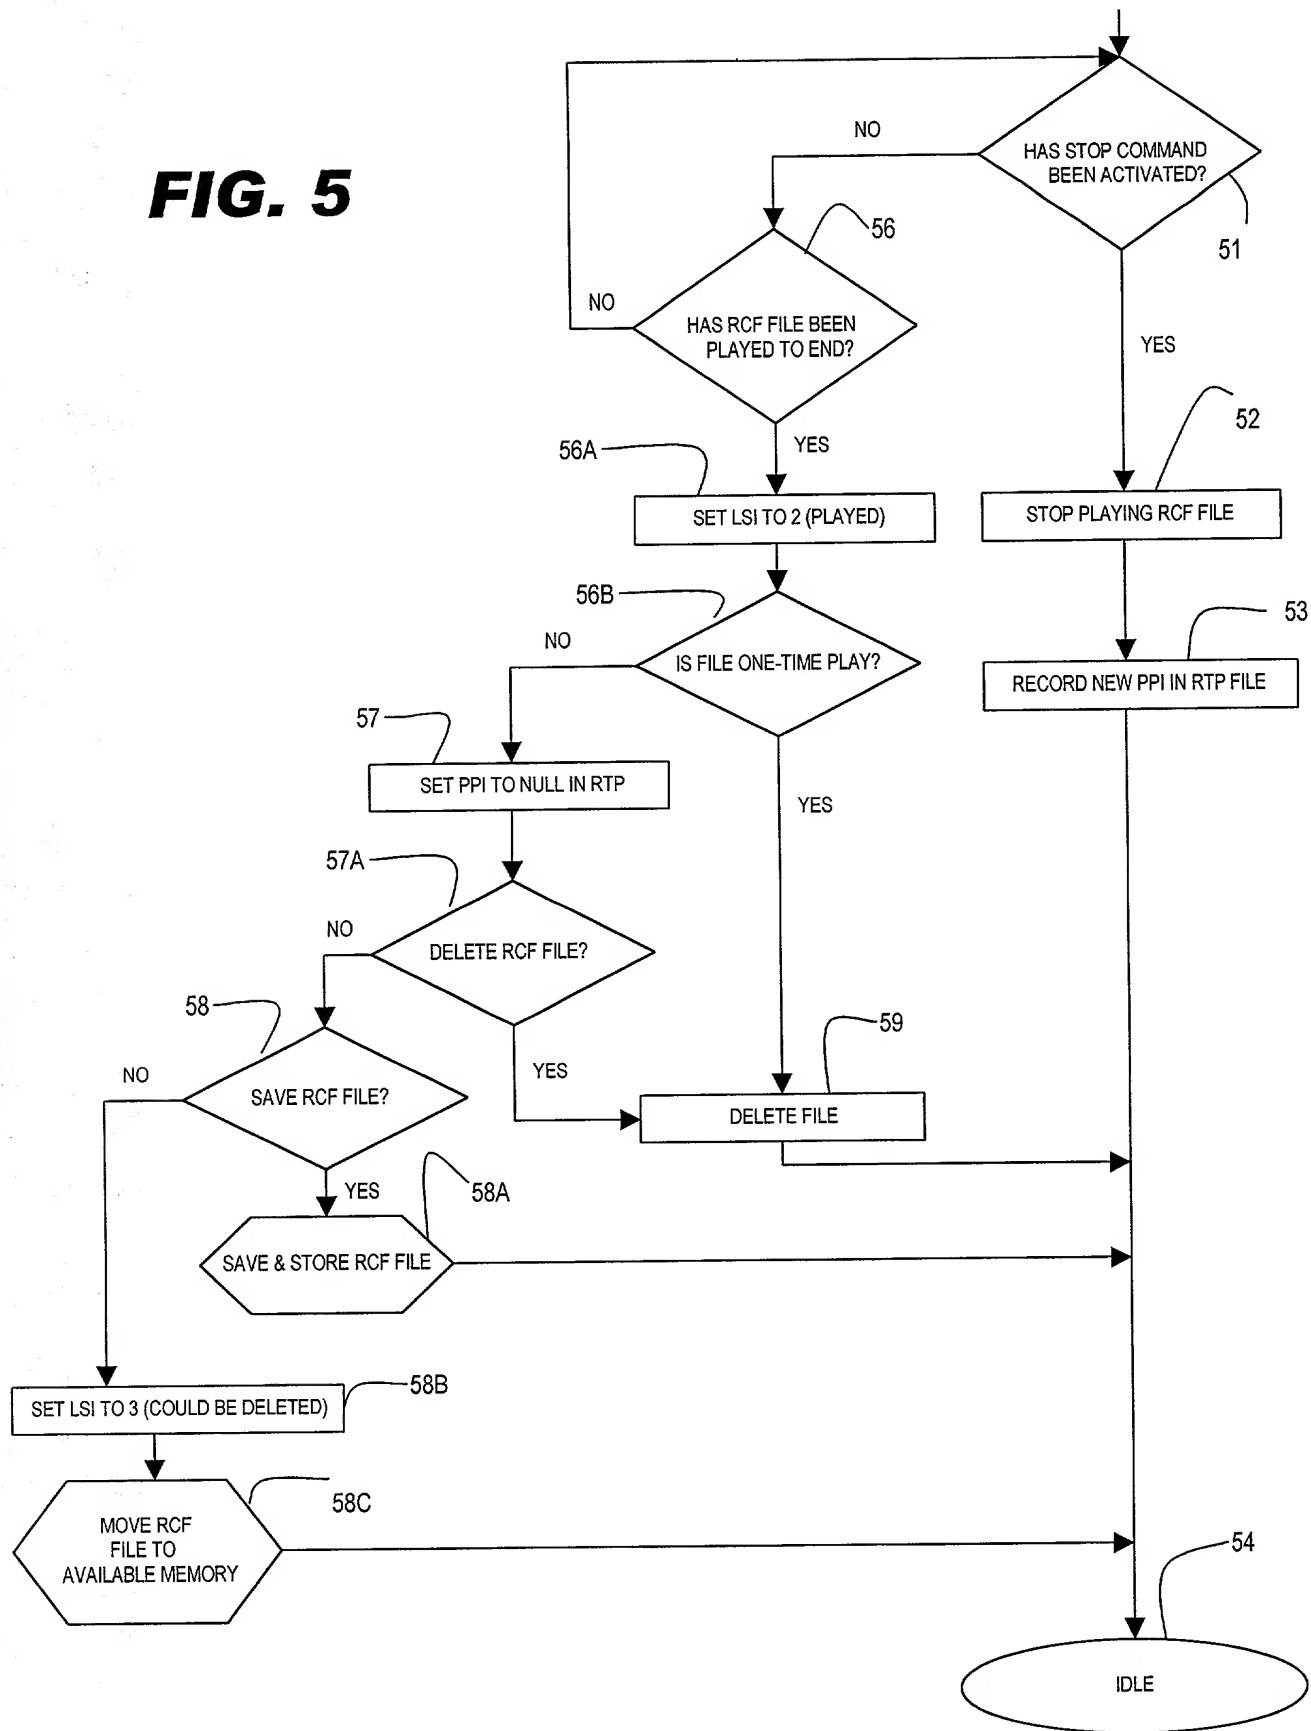 FIG. 5
NO
HAS STOP COMMAND
BEEN ACTIVATED?
51
56
NO
HAS RCF FILE BEEN
PLAYED TO END?
YES
YES
52
56A
SET LSI TO 2 (PLAYED)
STOP PLAYING RCF FILE
56B
53
NO
IS FILE ONE-TIME PLAY?
RECORD NEW PPI IN RTP FILE
57
SET PPI TO NULL IN RTP
YES
57A
NO
DELETE RCF FILE?
58
59
NO
YES
SAVE RCF FILE?
DELETE FILE
YES
58A
SAVE & STORE RCF FILE
58B
SET LSI TO 3 (COULD BE DELETED)
58C
MOVE RCF
FILE TO
AVAILABLE MEMORY
54
IDLE